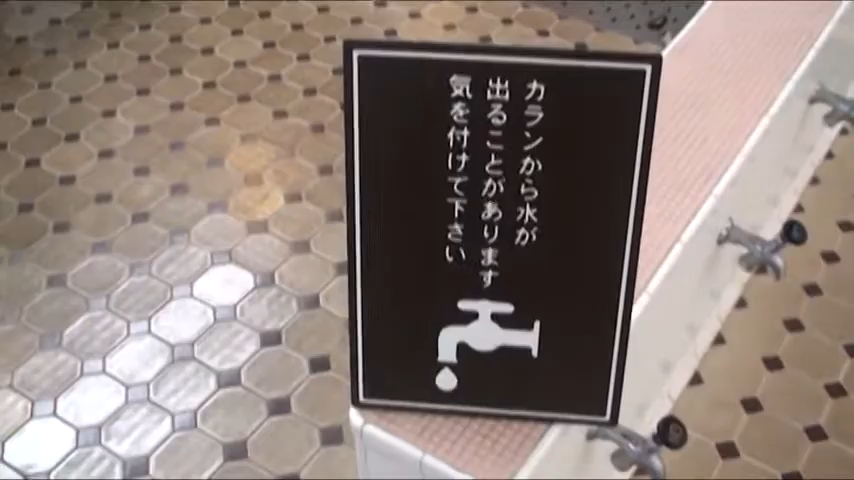 カランから水が
出ることがあります
気を付けて下さい